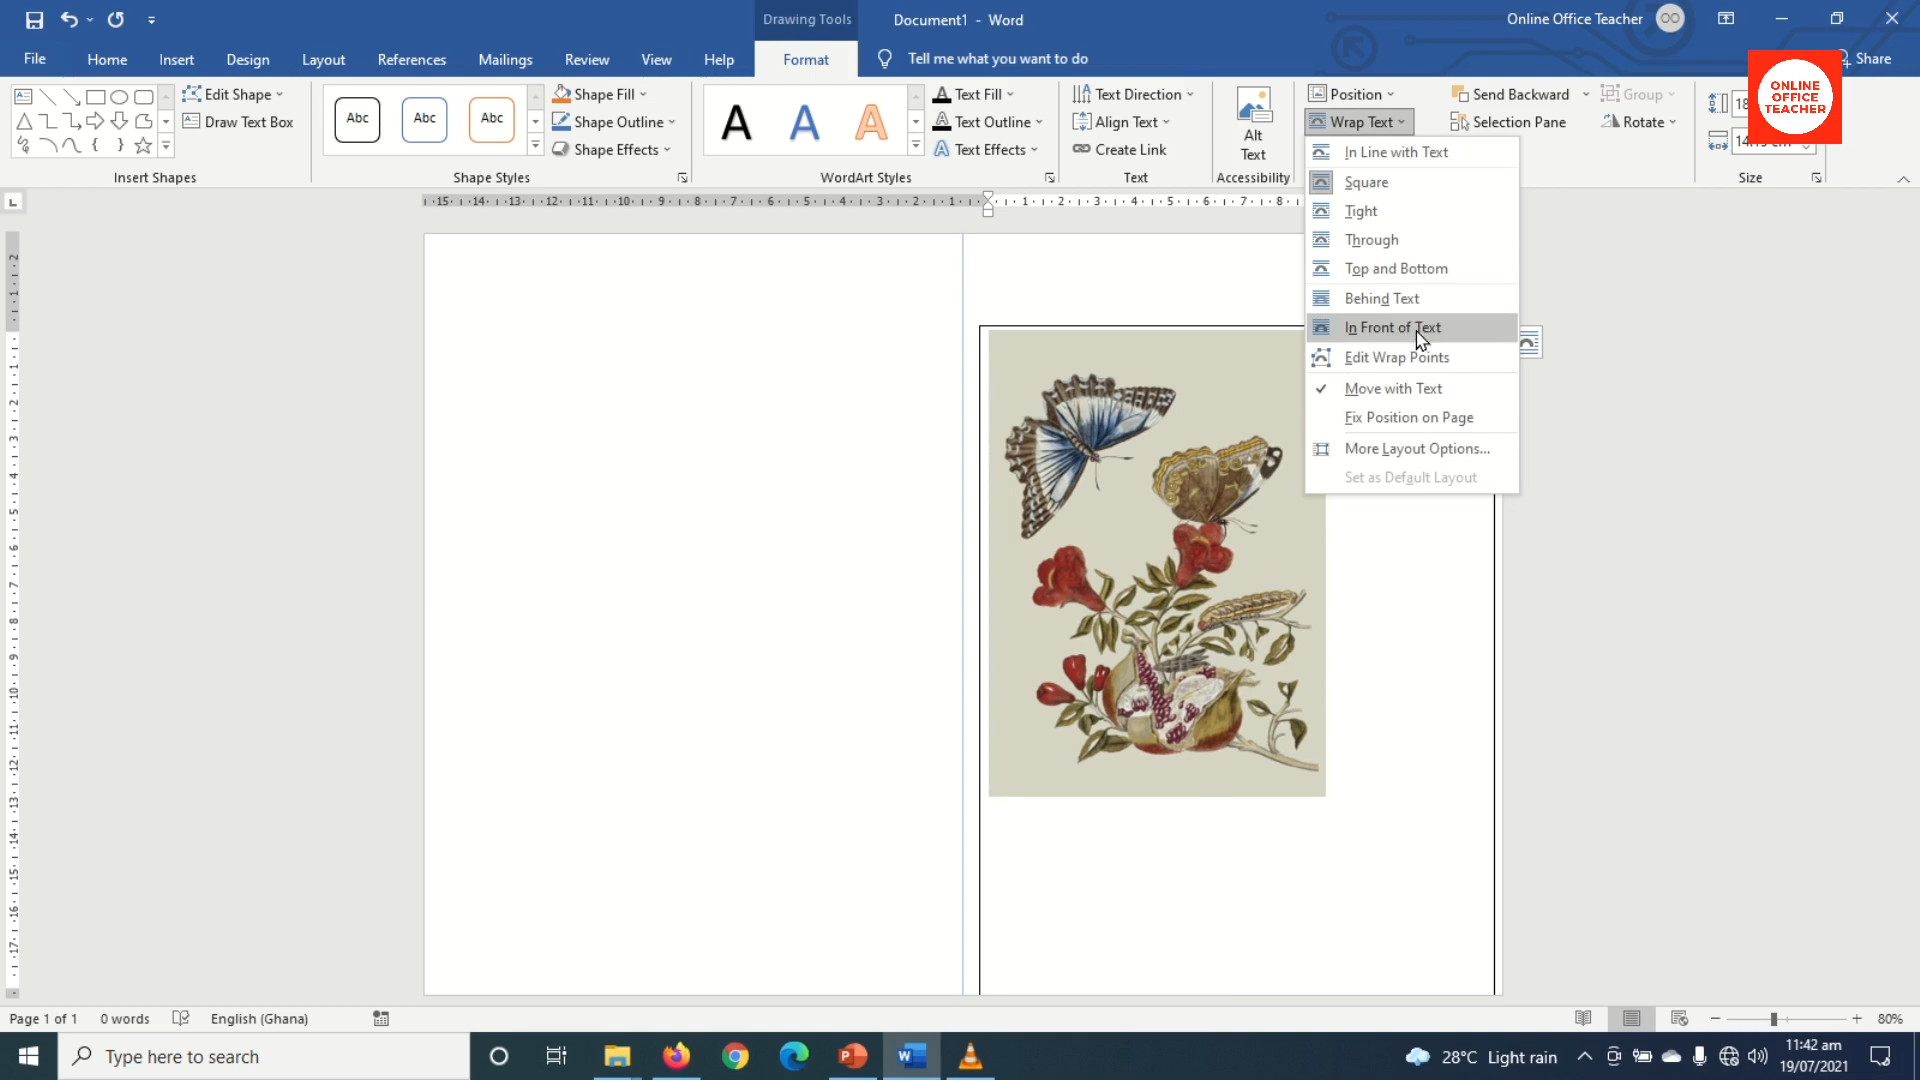 Drawing Tools
Document1 - Word
Online Office Teacher
OO
File
Home
Insert
Design
Layout
References
Mailings
Review
View
Help
Format
Tell me what you want to do
Share
Edit Shape
Draw Text Box
Insert Shapes
Abc
Abc
Abc
Shape Fill
Shape Outline
Shape Effects
Shape Styles
A
A
A
Text Fill
Text Outline
Text Effects
WordArt Styles
Text Direction
Align Text
Create Link
Text
Alt
Text
Accessibility
Position
Wrap Text
Send Backward
Selection Pane
Group
Rotate
Size
ONLINE
OFFICE
TEACHER
In Line with Text
Square
Tight
Through
Top and Bottom
Behind Text
In Front of Text
Edit Wrap Points
Move with Text
Fix Position on Page
More Layout Options...
Set as Default Layout
Page 1 of 1
0 words
English (Ghana)
80%
Type here to search
28°C Light rain
11:42 am
19/07/2021